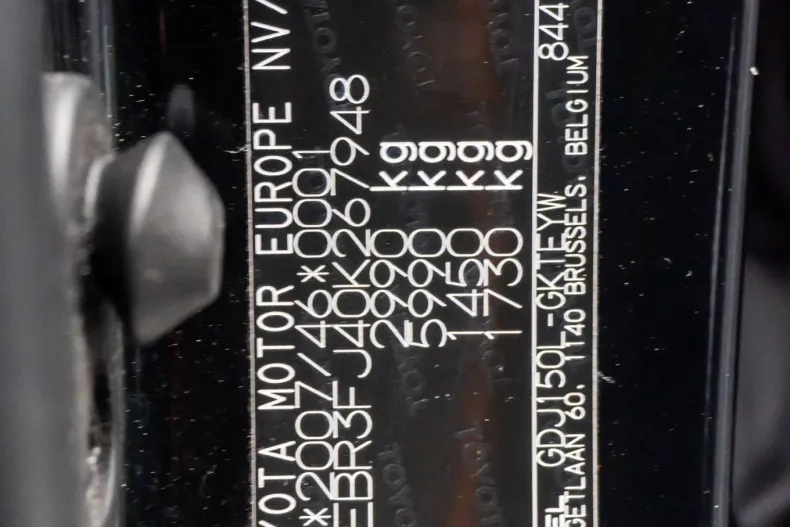 YOTA MOTOR EUROPE NV/
*2007/46*0001
EBR3FJ40K267948
2990 kg
5990 kg
1450 kg
1730 kg
EL GDJ150L-GKTEYW 844
GETLAAN 60. 1140 BRUSSELS. BELGIUM